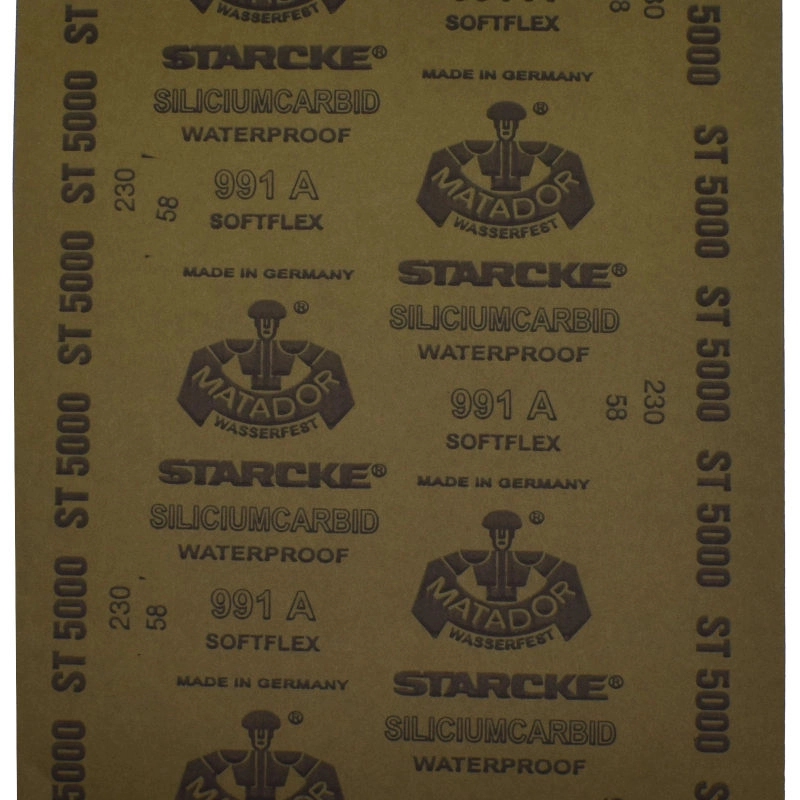 ST 5000
ST 5000
ST 5000
ST 5000
5000
WASSERFEST
STARCKE®
SILICIUMCARBID
WATERPROOF
230
58
991 A
SOFTFLEX
MADE IN GERMANY
®
MATADOR
WASSERFEST
STARCKE®
SILICIUMCARBID
WATERPROOF
230
58
991 A
SOFTFLEX
MADE IN GERMANY
®
MATADOR
SOFTFLEX
MADE IN GERMANY
®
MATADOR
WASSERFEST
STARCKE®
SILICIUMCARBID
WATERPROOF
991 A
58
230
SOFTFLEX
MADE IN GERMANY
®
MATADOR
WASSERFEST
STARCKE®
SILICIUMCARBID
WATERPROOF
5000
ST 5000
ST 5000
ST 5000
ST 5000